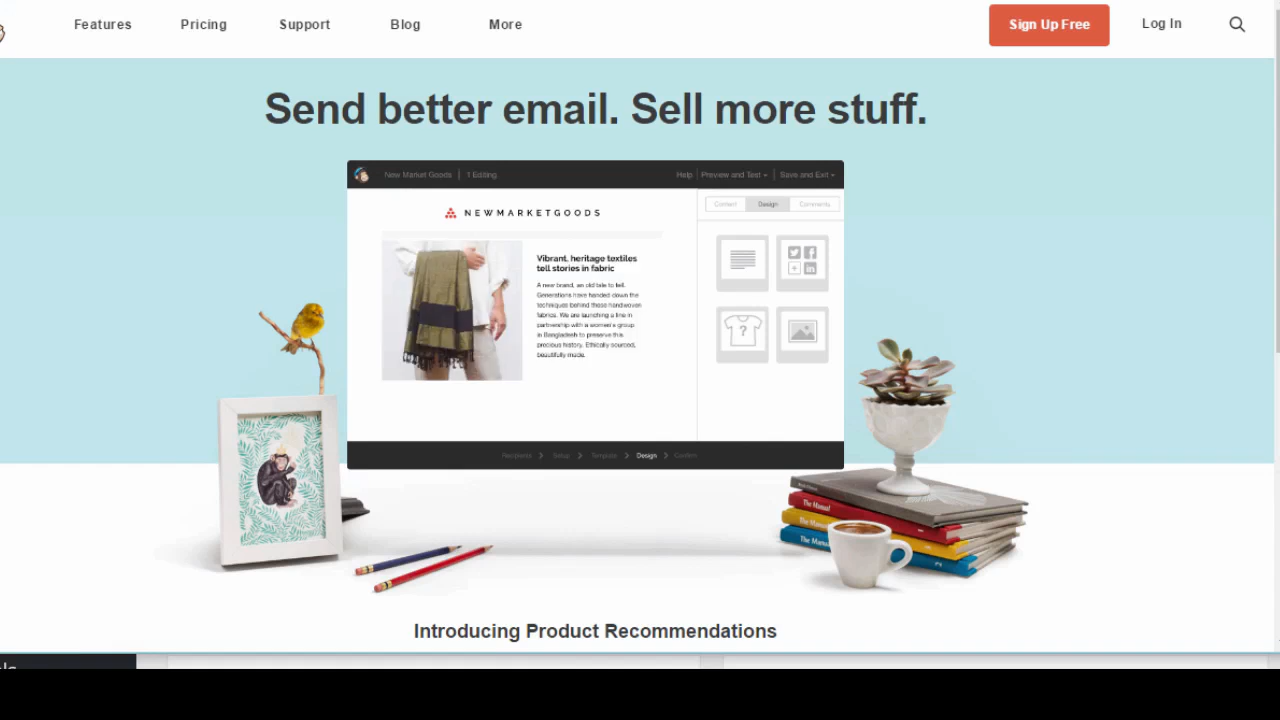 Features Pricing Support Blog More Sign Up Free Log In
Send better email. Sell more stuff.
New Market Goods | 1 Editing Help Preview and Test Save and Exit
Content Design Comments
NEWMARKETGOODS
Vibrant, heritage textiles
tell stories in fabric
A new brand, an old tale to tell.
Generations have handed down the
techniques behind these handwoven
fabrics. We are launching a line in
partnership with a women's group
in Bangladesh to preserve this
precious history. Ethically sourced,
beautifully made.
?
Recipients Setup Template Design Confirm
The Manual
The Manual
The Manual
Introducing Product Recommendations